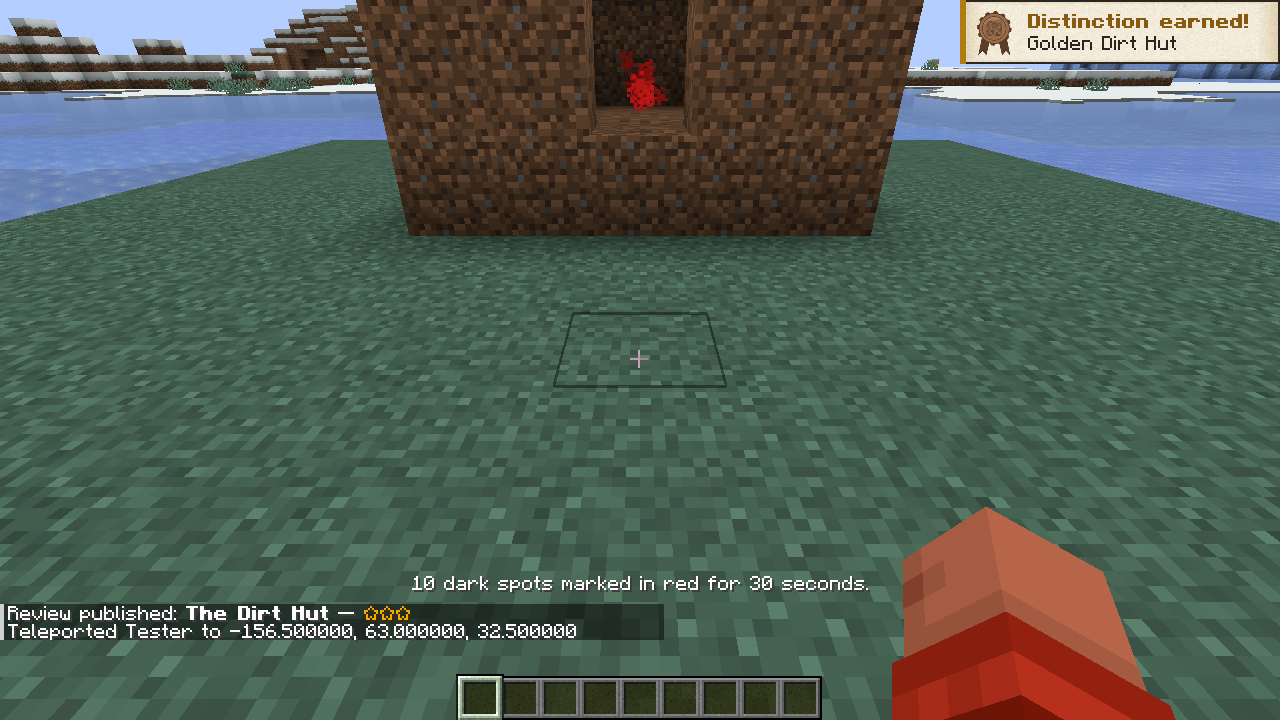 Distinction earned!
Golden Dirt Hut
10 dark spots marked in red for 30 seconds.
Review published: The Dirt Hut — ☆☆☆
Teleported Tester to -156.500000, 63.000000, 32.500000